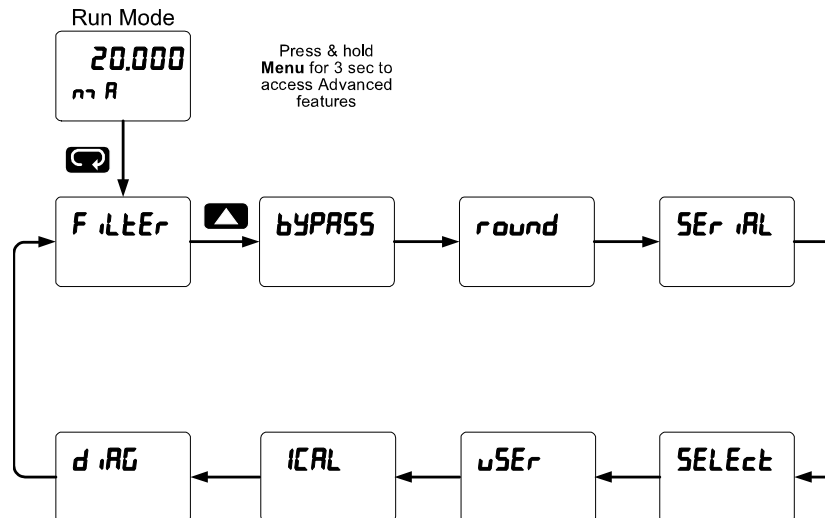 Run Mode
20.000
mA
Press & hold
Menu for 3 sec to
access Advanced
features
FiLtEr
bYPASS
round
SEriAL
diAG
ICAL
uSEr
SELEct